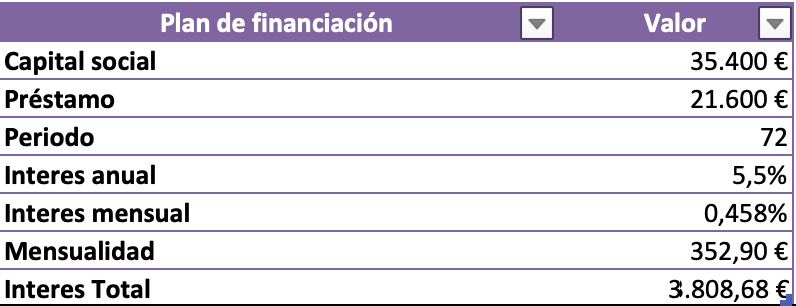 Plan de financiación Valor
Capital social 35.400 €
Préstamo 21.600 €
Periodo 72
Interes anual 5,5%
Interes mensual 0,458%
Mensualidad 352,90 €
Interes Total 3.808,68 €